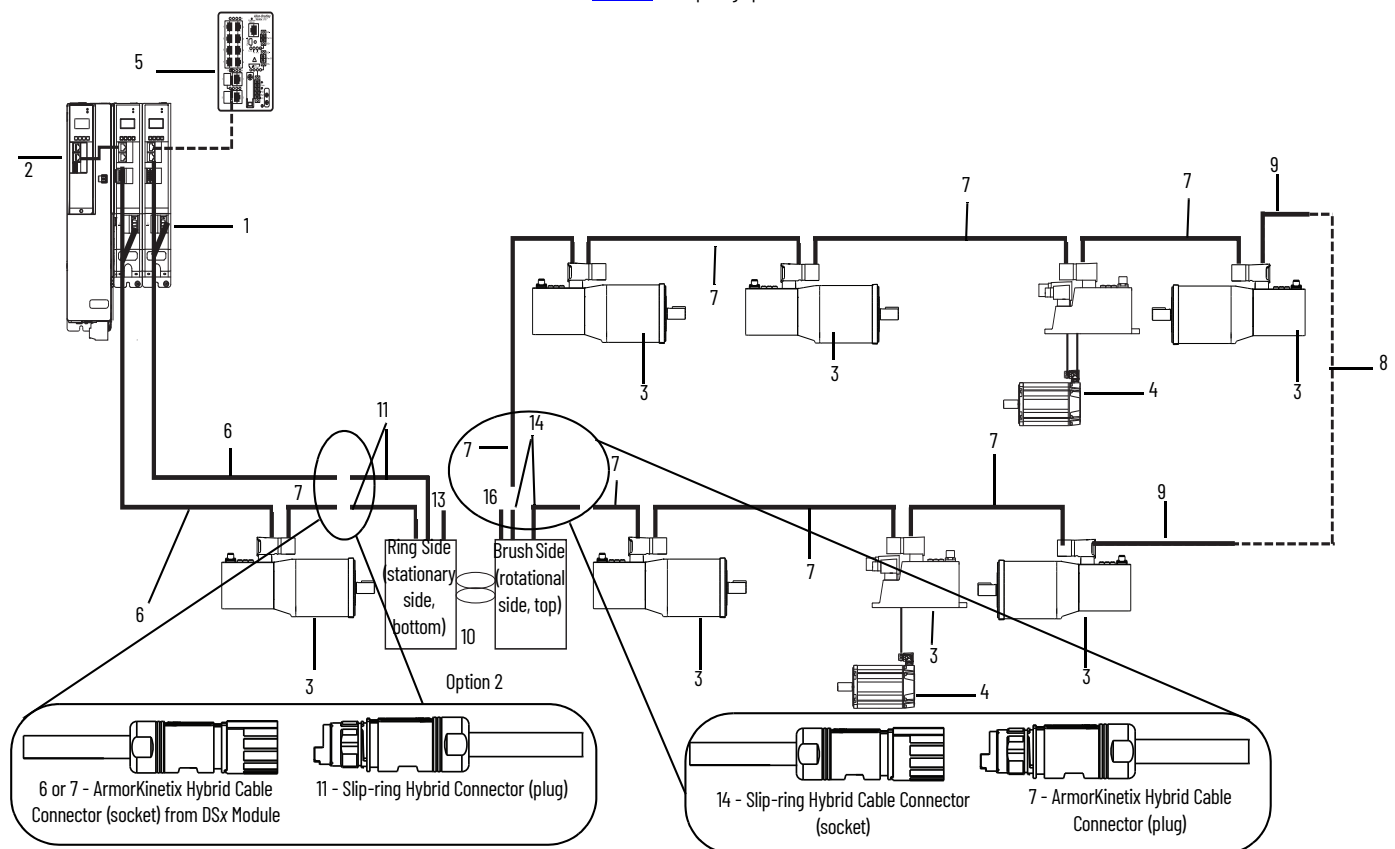 5
2
1
9
7
7
7
8
3
3
3
4
11
14
6
7
7
7
13
16
7
9
Ring Side
(stationary
side,
bottom)
Brush Side
(rotational
side, top)
7
6
10
3
3
3
3
4
Option 2
6 or 7 - ArmorKinetix Hybrid Cable
Connector (socket) from DSx Module
11 - Slip-ring Hybrid Connector (plug)
14 - Slip-ring Hybrid Cable Connector
(socket)
7 - ArmorKinetix Hybrid Cable
Connector (plug)